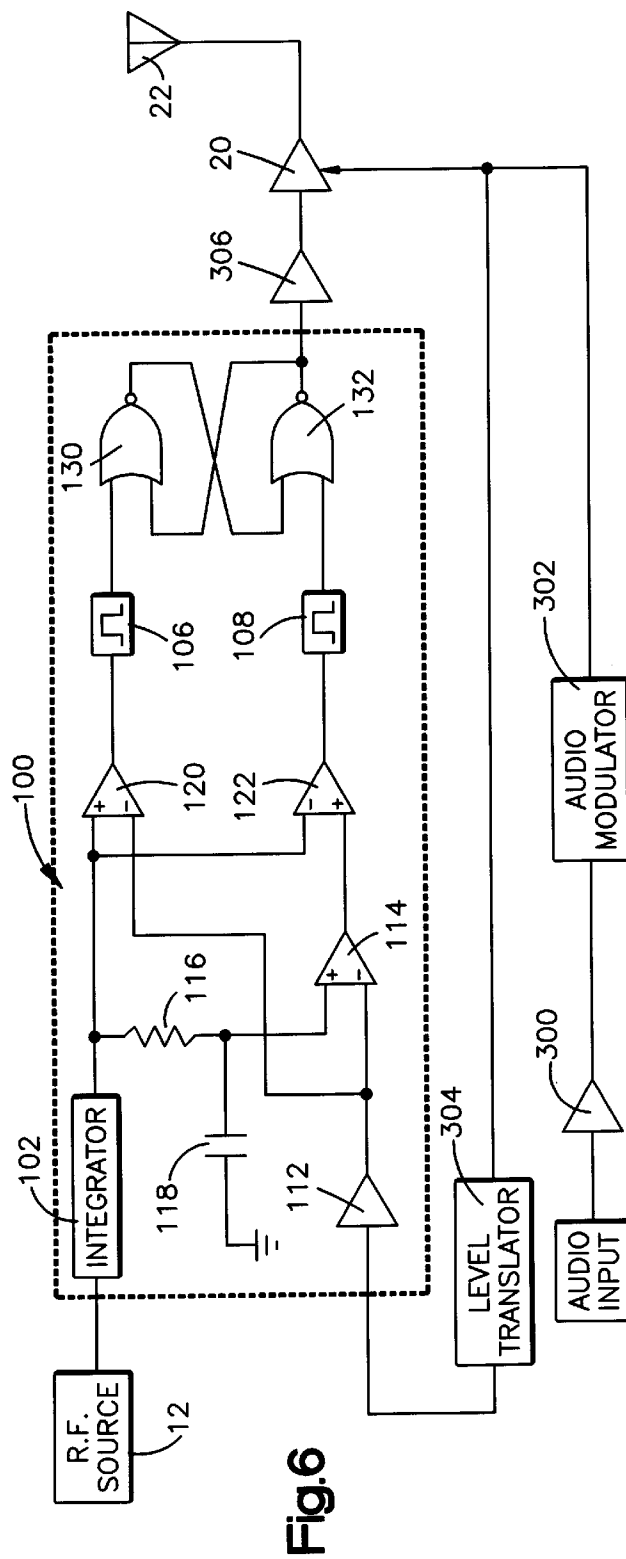 22
20
306
132
130
106
108
302
AUDIO
MODULATOR
100
120
122
+
-
-
+
116
114
+
-
300
304
102
INTEGRATOR
118
112
LEVEL
TRANSLATOR
AUDIO
INPUT
R.F.
SOURCE
12
Fig.6